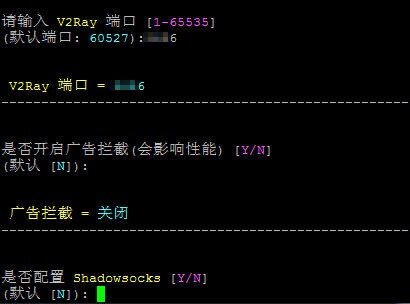 请输入 V2Ray 端口 [1-65535]
(默认端口: 60527):6
V2Ray 端口 = 6
是否开启广告拦截(会影响性能) [Y/N]
(默认 [N]):
广告拦截 = 关闭
是否配置 Shadowsocks [Y/N]
(默认 [N]):